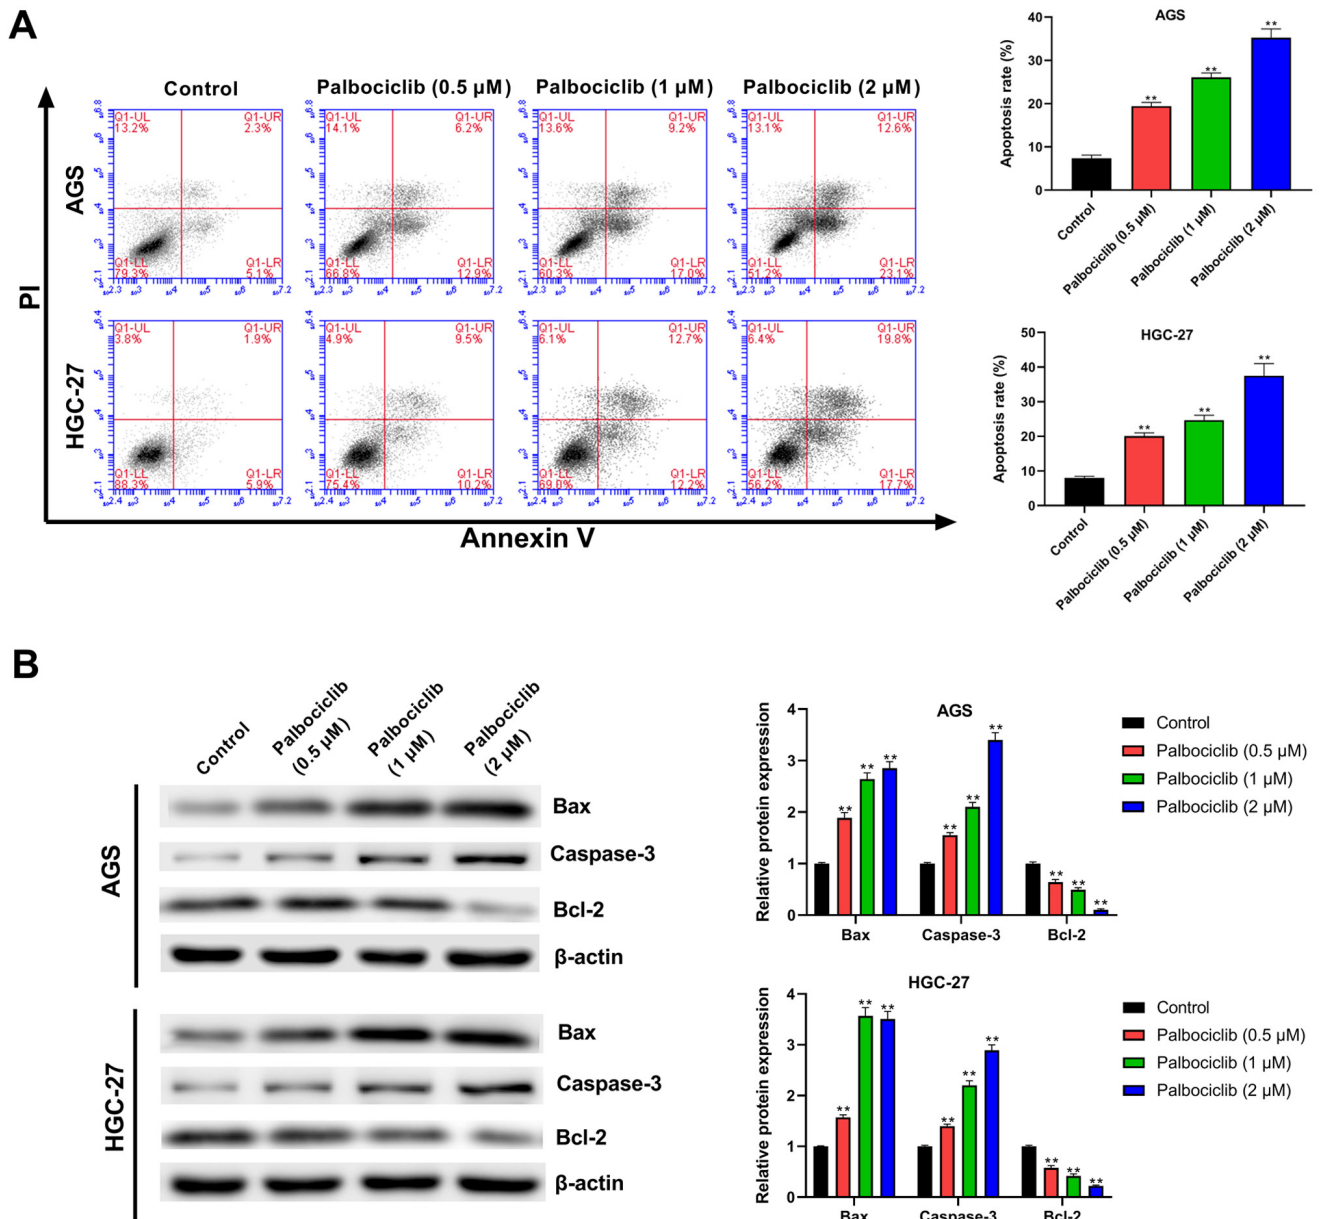 A
Control
Palbociclib (0.5 μM)
Palbociclib (1 μM)
Palbociclib (2 μM)
PI
AGS
Q1-UL
13.2%
Q1-UR
2.3%
79.3%
Q1-LR
5.1%
Q1-UL
14.1%
Q1-UR
6.2%
66.8%
Q1-LR
12.9%
Q1-UL
13.6%
Q1-UR
9.2%
60.3%
Q1-LR
17.0%
Q1-UL
13.1%
Q1-UR
12.6%
51.2%
Q1-LR
23.1%
HGC-27
Q1-UL
3.8%
Q1-UR
1.9%
Q1-LL
88.3%
Q1-LR
5.9%
Q1-UL
4.9%
Q1-UR
9.5%
Q1-LL
75.4%
Q1-LR
10.2%
Q1-UL
6.1%
Q1-UR
12.7%
Q1-LL
69.0%
Q1-LR
12.2%
Q1-UL
6.4%
Q1-UR
19.8%
Q1-LL
56.2%
Q1-LR
17.7%
Annexin V
AGS
Apoptosis rate (%)
40
30
20
10
0
** ** **
Control
Palbociclib (0.5 μM)
Palbociclib (1 μM)
Palbociclib (2 μM)
HGC-27
Apoptosis rate (%)
50
40
30
20
10
0
** ** **
Control
Palbociclib (0.5 μM)
Palbociclib (1 μM)
Palbociclib (2 μM)
B
Control
Palbociclib
(0.5 μM)
Palbociclib
(1 μM)
Palbociclib
(2 μM)
AGS
Bax
Caspase-3
Bcl-2
β-actin
HGC-27
Bax
Caspase-3
Bcl-2
β-actin
AGS
Relative protein expression
4
3
2
1
0
** ** ** ** ** ** ** ** **
Bax
Caspase-3
Bcl-2
Control
Palbociclib (0.5 μM)
Palbociclib (1 μM)
Palbociclib (2 μM)
HGC-27
Relative protein expression
4
3
2
1
0
** ** ** ** ** ** ** ** **
Bax
Caspase-3
Bcl-2
Control
Palbociclib (0.5 μM)
Palbociclib (1 μM)
Palbociclib (2 μM)